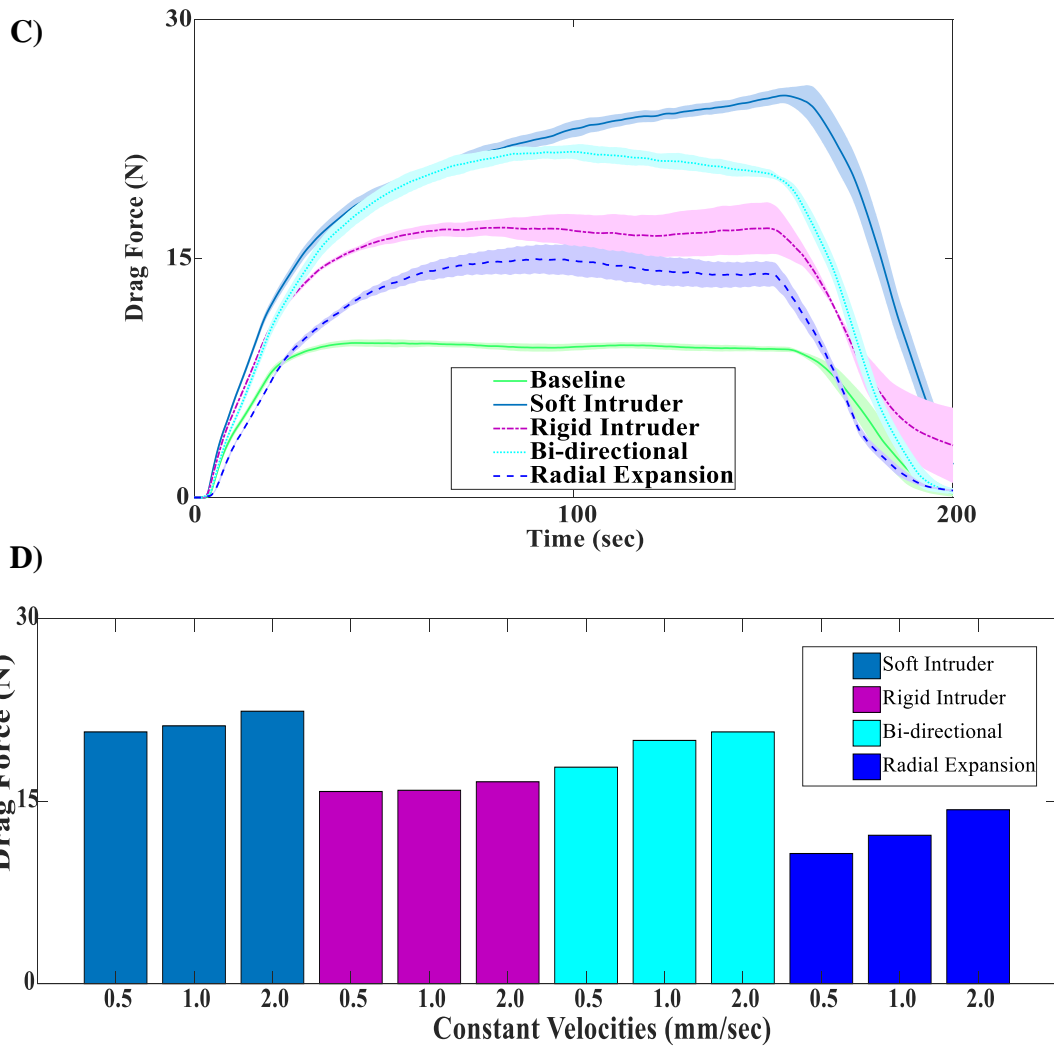 C)
30
15
0
Drag Force (N)
Baseline
Soft Intruder
Rigid Intruder
Bi-directional
Radial Expansion
0 100 200
Time (sec)
D)
30
15
0
Drag Force (N)
Soft Intruder
Rigid Intruder
Bi-directional
Radial Expansion
0.5 1.0 2.0 0.5 1.0 2.0 0.5 1.0 2.0 0.5 1.0 2.0
Constant Velocities (mm/sec)